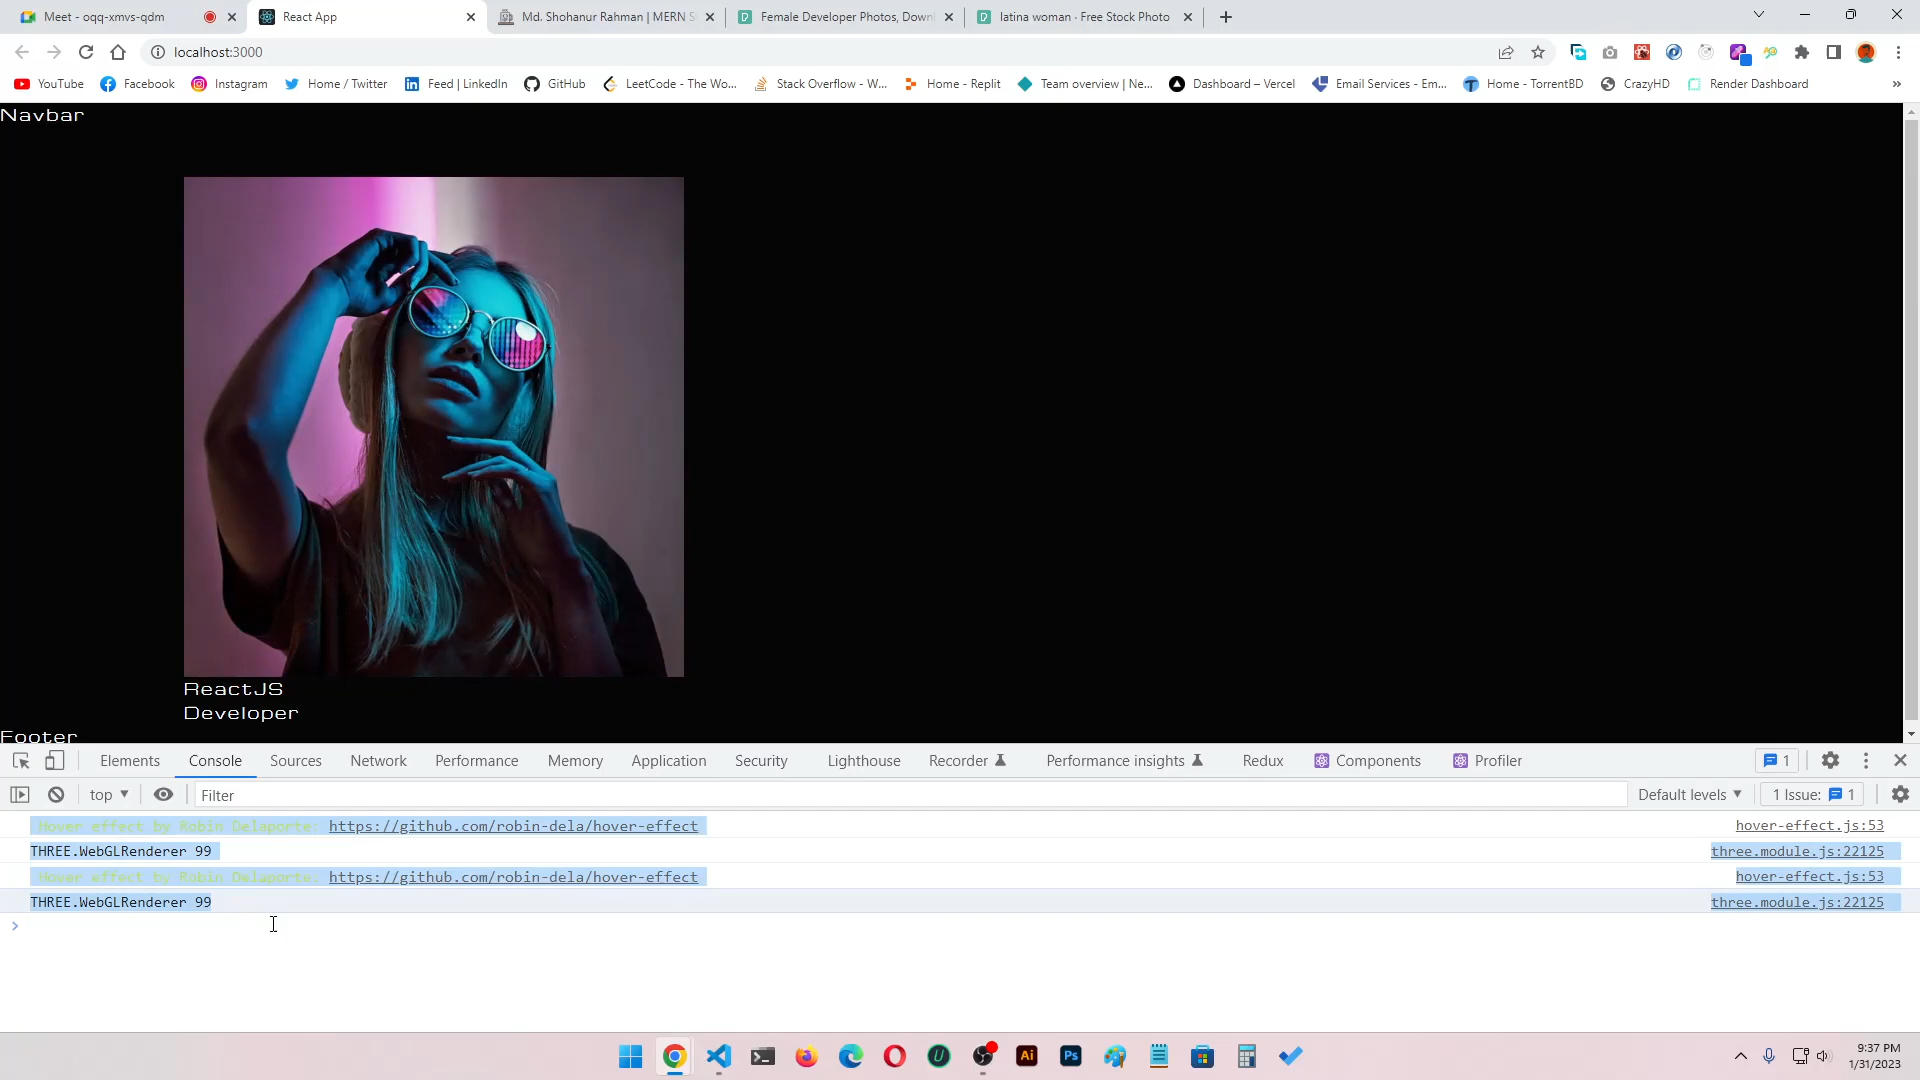 Meet - oqq-xmvs-qdm
React App
Md. Shohanur Rahman | MERN S
Female Developer Photos, Downl
latina woman · Free Stock Photo
localhost:3000
YouTube
Facebook
Instagram
Home / Twitter
Feed | LinkedIn
GitHub
LeetCode - The Wo...
Stack Overflow - W...
Home - Replit
Team overview | Ne...
Dashboard – Vercel
Email Services - Em...
Home - TorrentBD
CrazyHD
Render Dashboard
»
Navbar
ReactJS
Developer
Footer
Elements
Console
Sources
Network
Performance
Memory
Application
Security
Lighthouse
Recorder
Performance insights
Redux
Components
Profiler
1
top
Filter
Default levels
1 Issue: 1
Hover effect by Robin Delaporte: https://github.com/robin-dela/hover-effect
hover-effect.js:53
THREE.WebGLRenderer 99
three.module.js:22125
Hover effect by Robin Delaporte: https://github.com/robin-dela/hover-effect
hover-effect.js:53
THREE.WebGLRenderer 99
three.module.js:22125
Ai
Ps
9:37 PM
1/31/2023